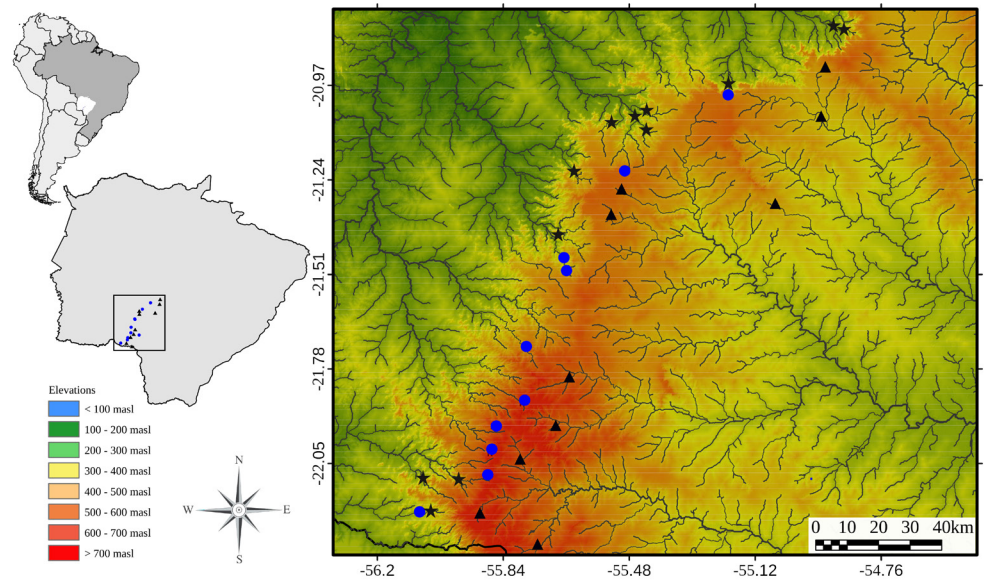 Elevations
< 100 masl
100 - 200 masl
200 - 300 masl
300 - 400 masl
400 - 500 masl
500 - 600 masl
600 - 700 masl
> 700 masl
N
W
E
S
-20.97
-21.24
-21.51
-21.78
-22.05
-56.2
-55.84
-55.48
-55.12
-54.76
0 10 20 30 40km